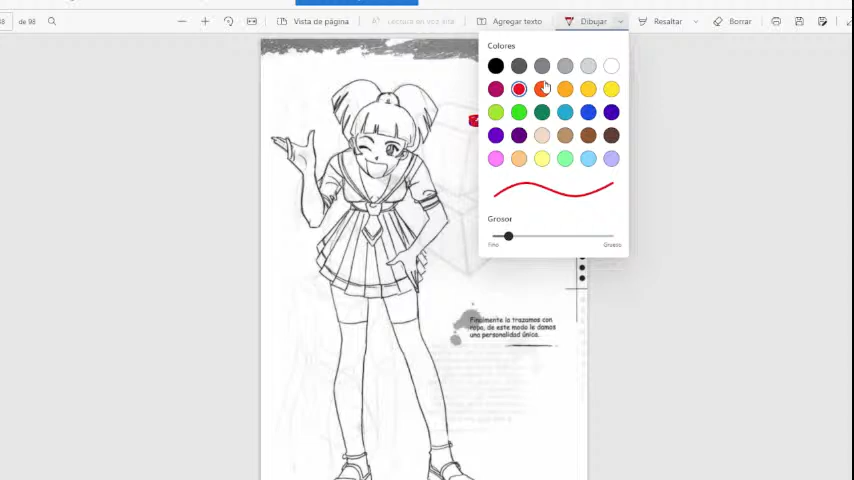 de 98
Vista de página
Lectura en voz alta
Agregar texto
Dibujar
Resaltar
Borrar
Colores
Grosor
Fino
Grueso
Finalmente la trazamos con
ropa, de este modo le damos
una personalidad única.